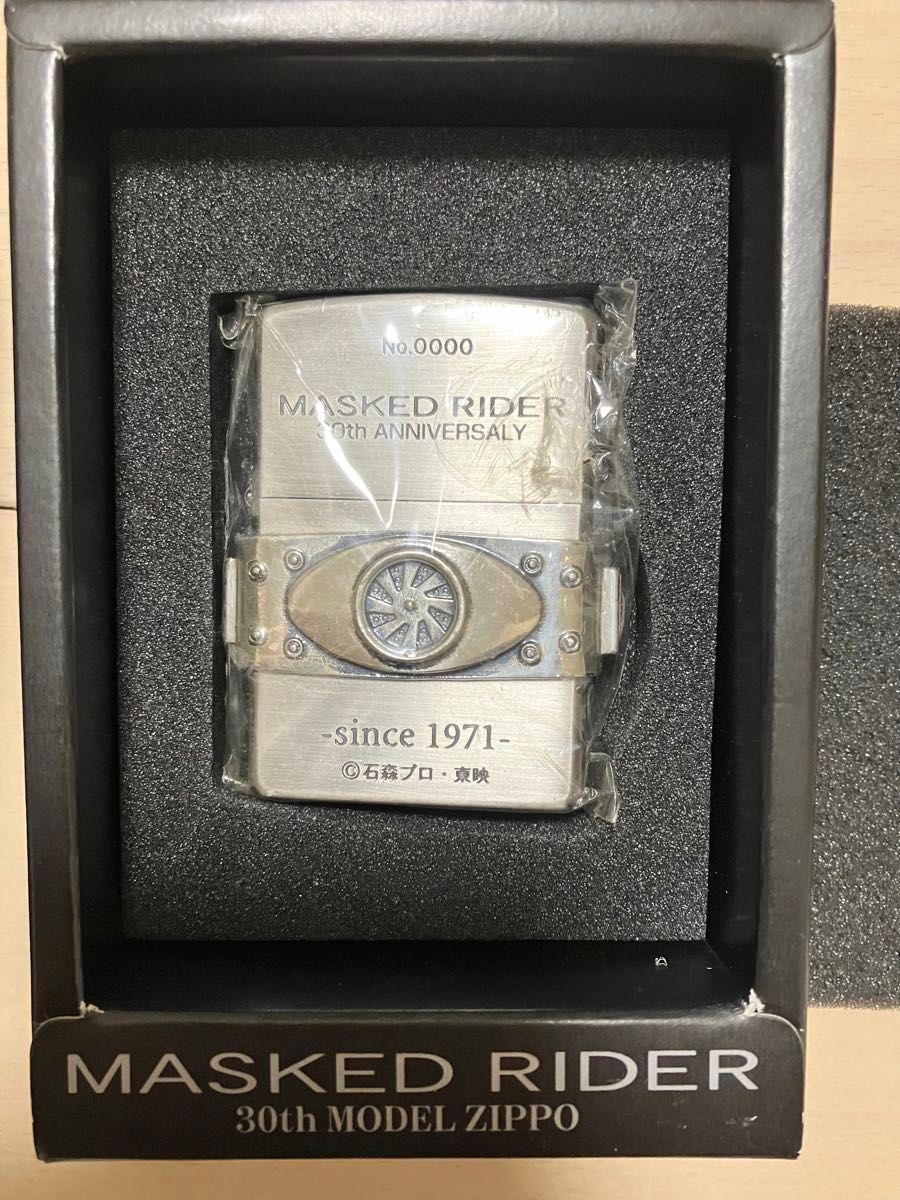 No.0000
MASKED RIDER
30th ANNIVERSALY
-since 1971-
©石森プロ・東映
MASKED RIDER
30th MODEL ZIPPO